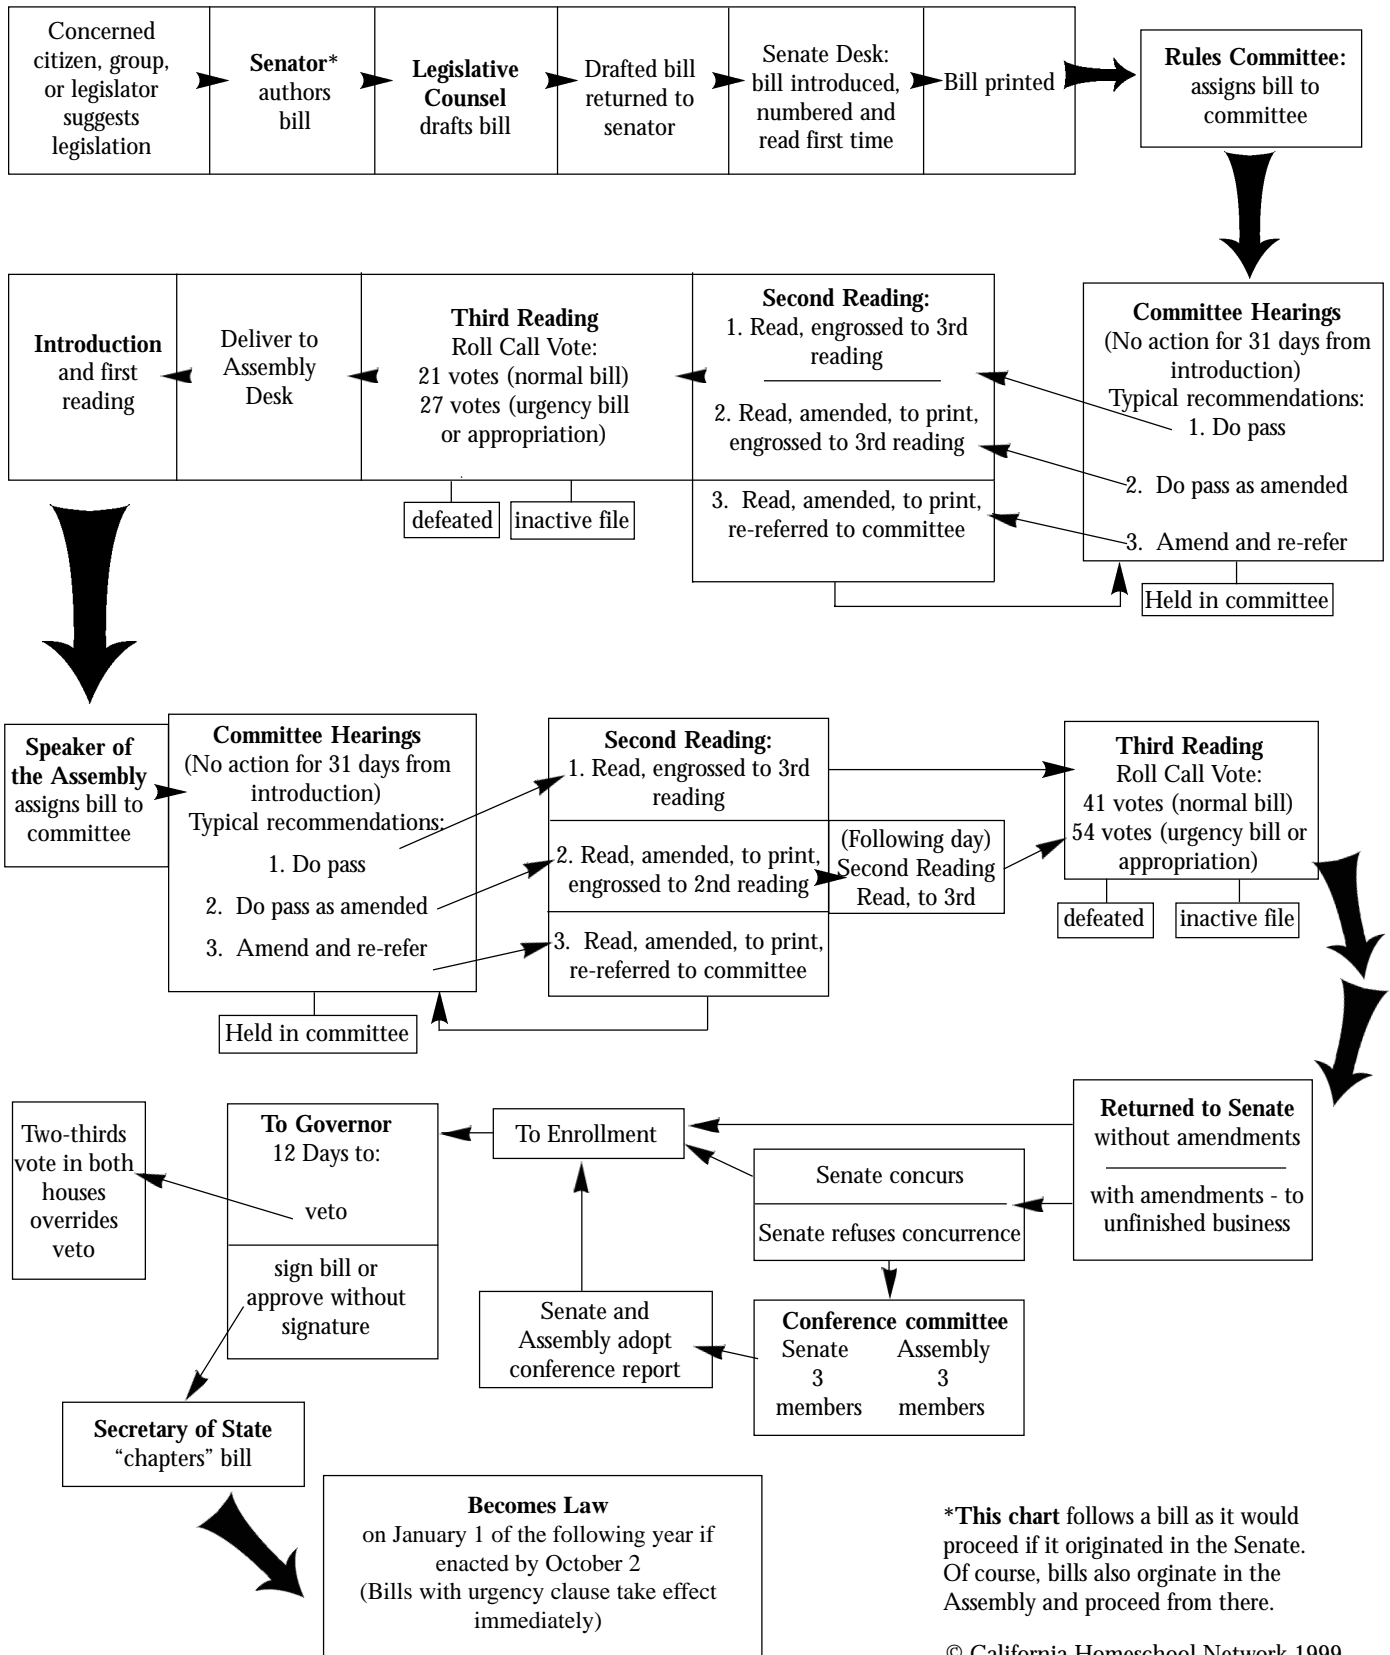 Concerned
citizen, group,
or legislator
suggests
legislation
Senator*
authors
bill
Legislative
Counsel
drafts bill
Drafted bill
returned to
senator
Senate Desk:
bill introduced,
numbered and
read first time
Bill printed
Rules Committee:
assigns bill to
committee
Committee Hearings
(No action for 31 days from
introduction)
Typical recommendations:
1. Do pass
2. Do pass as amended
3. Amend and re-refer
Held in committee
Second Reading:
1. Read, engrossed to 3rd
reading
2. Read, amended, to print,
engrossed to 3rd reading
3. Read, amended, to print,
re-referred to committee
Third Reading
Roll Call Vote:
21 votes (normal bill)
27 votes (urgency bill
or appropriation)
defeated
inactive file
Deliver to
Assembly
Desk
Introduction
and first
reading
Speaker of
the Assembly
assigns bill to
committee
Committee Hearings
(No action for 31 days from
introduction)
Typical recommendations:
1. Do pass
2. Do pass as amended
3. Amend and re-refer
Held in committee
Second Reading:
1. Read, engrossed to 3rd
reading
2. Read, amended, to print,
engrossed to 2nd reading
3. Read, amended, to print,
re-referred to committee
(Following day)
Second Reading
Read, to 3rd
Third Reading
Roll Call Vote:
41 votes (normal bill)
54 votes (urgency bill or
appropriation)
defeated
inactive file
Returned to Senate
without amendments
with amendments - to
unfinished business
Senate concurs
Senate refuses concurrence
Conference committee
Senate Assembly
3 3
members members
Senate and
Assembly adopt
conference report
To Enrollment
To Governor
12 Days to:
veto
sign bill or
approve without
signature
Two-thirds
vote in both
houses
overrides
veto
Secretary of State
“chapters” bill
Becomes Law
on January 1 of the following year if
enacted by October 2
(Bills with urgency clause take effect
immediately)
*This chart follows a bill as it would
proceed if it originated in the Senate.
Of course, bills also orginate in the
Assembly and proceed from there.
© California Homeschool Network 1999